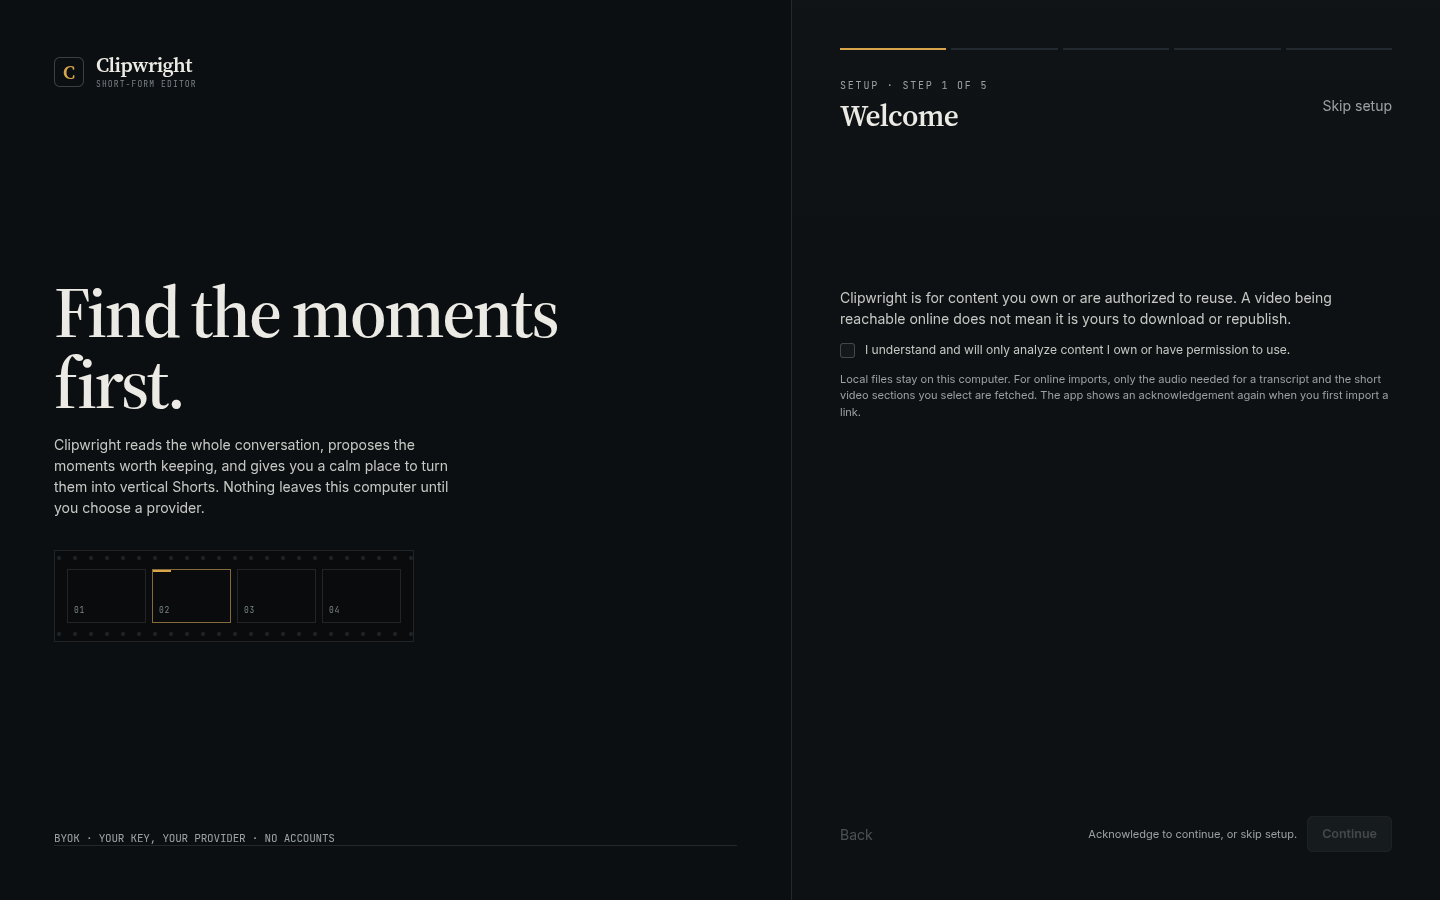 C
Clipwright
SHORT-FORM EDITOR
Find the moments
first.
Clipwright reads the whole conversation, proposes the
moments worth keeping, and gives you a calm place to turn
them into vertical Shorts. Nothing leaves this computer until
you choose a provider.
01
02
03
04
BYOK · YOUR KEY, YOUR PROVIDER · NO ACCOUNTS
SETUP · STEP 1 OF 5
Welcome
Skip setup
Clipwright is for content you own or are authorized to reuse. A video being
reachable online does not mean it is yours to download or republish.
I understand and will only analyze content I own or have permission to use.
Local files stay on this computer. For online imports, only the audio needed for a transcript and the short
video sections you select are fetched. The app shows an acknowledgement again when you first import a
link.
Back
Acknowledge to continue, or skip setup.
Continue